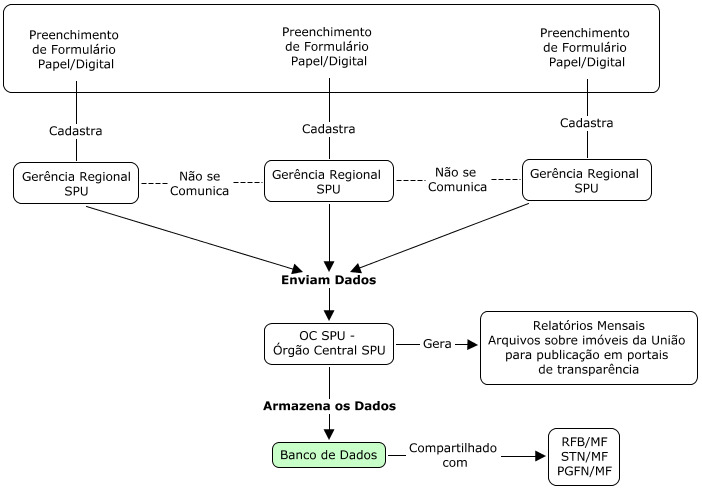 Preenchimento
de Formulário
Papel/Digital
Preenchimento
de Formulário
Papel/Digital
Preenchimento
de Formulário
Papel/Digital
Cadastra
Cadastra
Cadastra
Gerência Regional
SPU
Não se
Comunica
Gerência Regional
SPU
Não se
Comunica
Gerência Regional
SPU
Enviam Dados
OC SPU -
Órgão Central SPU
Gera
Relatórios Mensais
Arquivos sobre imóveis da União
para publicação em portais
de transparência
Armazena os Dados
Banco de Dados
Compartilhado
com
RFB/MF
STN/MF
PGFN/MF